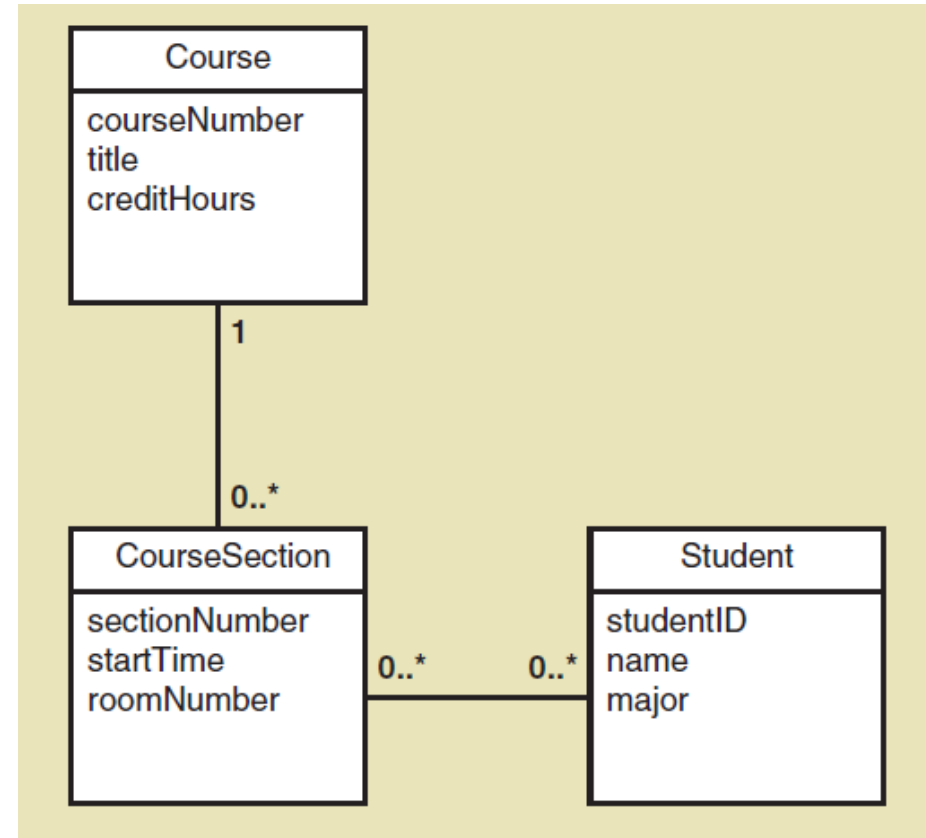 Course
courseNumber
title
creditHours
1
0..*
CourseSection
sectionNumber
startTime
roomNumber
0..*
0..*
Student
studentID
name
major